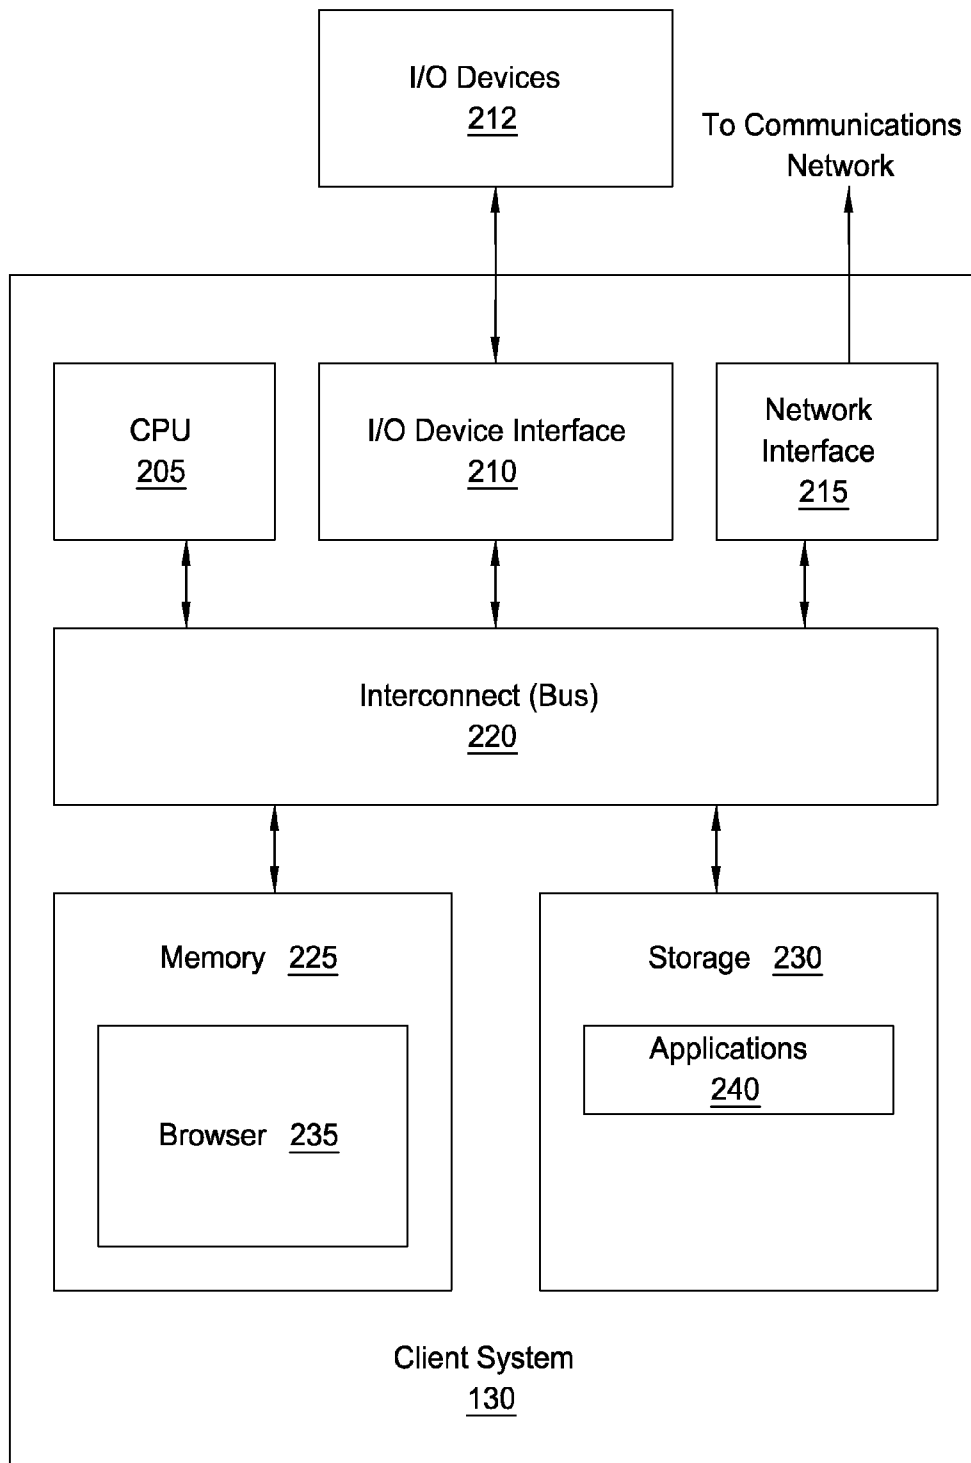 I/O Devices
212
To Communications
Network
CPU
205
I/O Device Interface
210
Network
Interface
215
Interconnect (Bus)
220
Memory 225
Browser 235
Storage 230
Applications
240
Client System
130